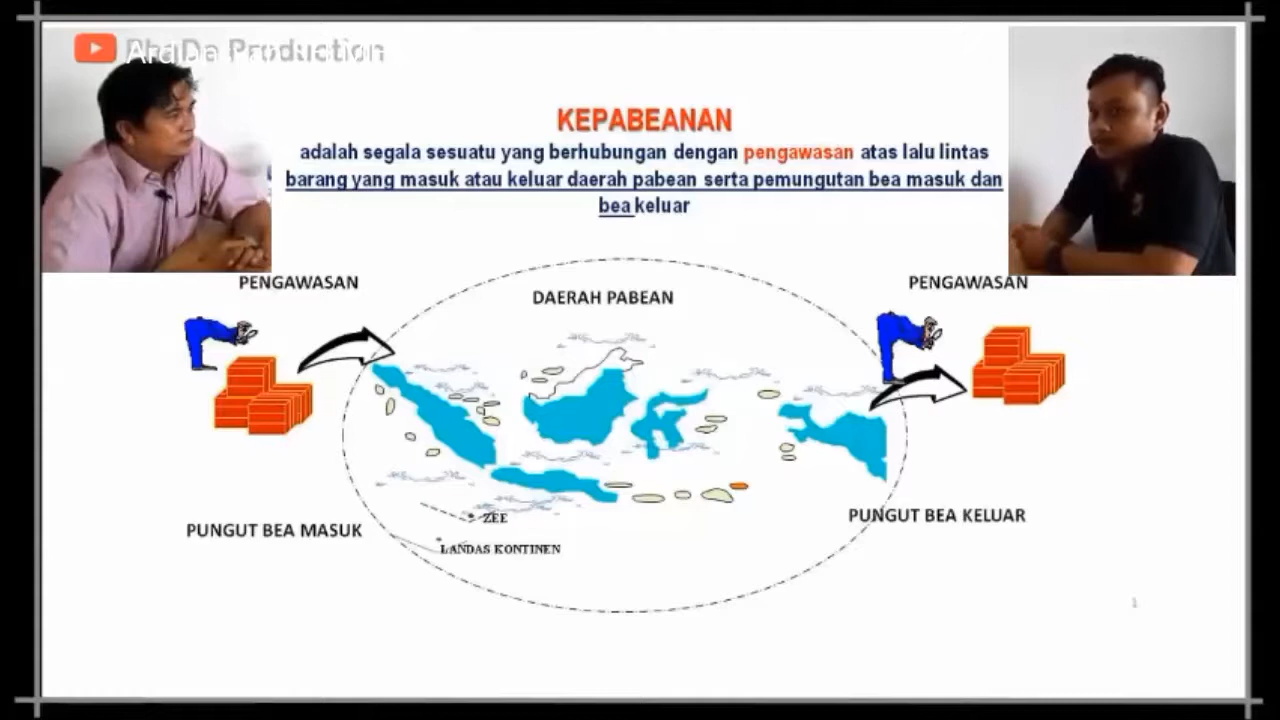 Production
KEPABEANAN
adalah segala sesuatu yang berhubungan dengan pengawasan atas lalu lintas
barang yang masuk atau keluar daerah pabean serta pemungutan bea masuk dan
bea keluar
PENGAWASAN
DAERAH PABEAN
PENGAWASAN
ZEE
PUNGUT BEA MASUK
PUNGUT BEA KELUAR
LANDAS KONTINEN
1